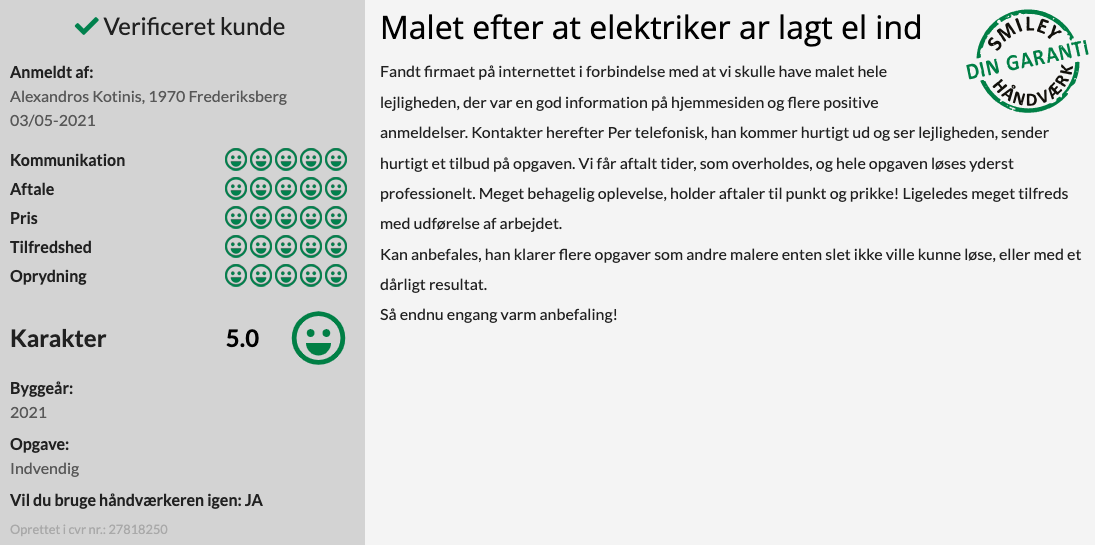 Verificeret kunde
Anmeldt af:
Alexandros Kotinis, 1970 Frederiksberg
03/05-2021
Kommunikation
Aftale
Pris
Tilfredshed
Oprydning
Karakter 5.0
Byggeår:
2021
Opgave:
Indvendig
Vil du bruge håndværkeren igen: JA
Oprettet i cvr nr.: 27818250
Malet efter at elektriker ar lagt el ind
Fandt firmaet på internettet i forbindelse med at vi skulle have malet hele
lejligheden, der var en god information på hjemmesiden og flere positive
anmeldelser. Kontakter herefter Per telefonisk, han kommer hurtigt ud og ser lejligheden, sender
hurtigt et tilbud på opgaven. Vi får aftalt tider, som overholdes, og hele opgaven løses yderst
professionelt. Meget behagelig oplevelse, holder aftaler til punkt og prikke! Ligeledes meget tilfreds
med udførelse af arbejdet.
Kan anbefales, han klarer flere opgaver som andre malere enten slet ikke ville kunne løse, eller med et
dårligt resultat.
Så endnu engang varm anbefaling!
SMILEY
DIN GARANTI
HÅNDVÆRK